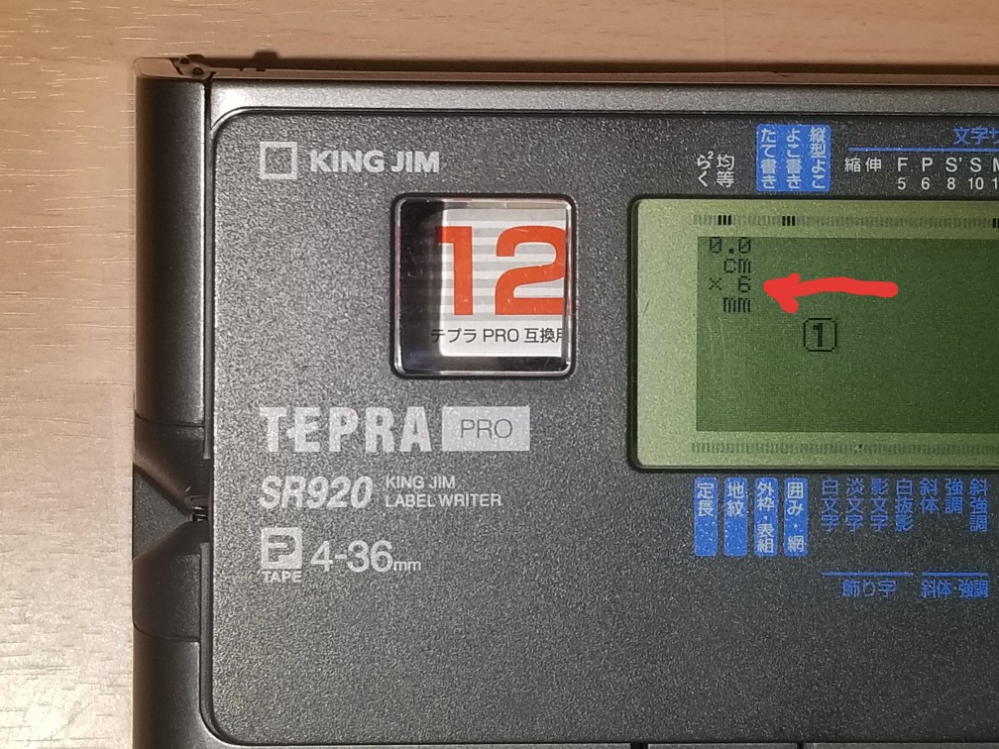 KING JIM
12
テプラ PRO 互換用
TEPRA PRO
SR920
KING JIM
LABEL WRITER
P
TAPE
4-36mm
らく²
均等
たて書き
よこ書き
縦型よこ
文字サ
縮
伸
F
5
P
6
S'
8
S
10
0.0
cm
× 6
mm
1
定長
地紋
外枠・表組
囲み・網
白文字
淡文字
影文字
白抜影
斜体
強調
斜強調
飾り字
斜体・強調